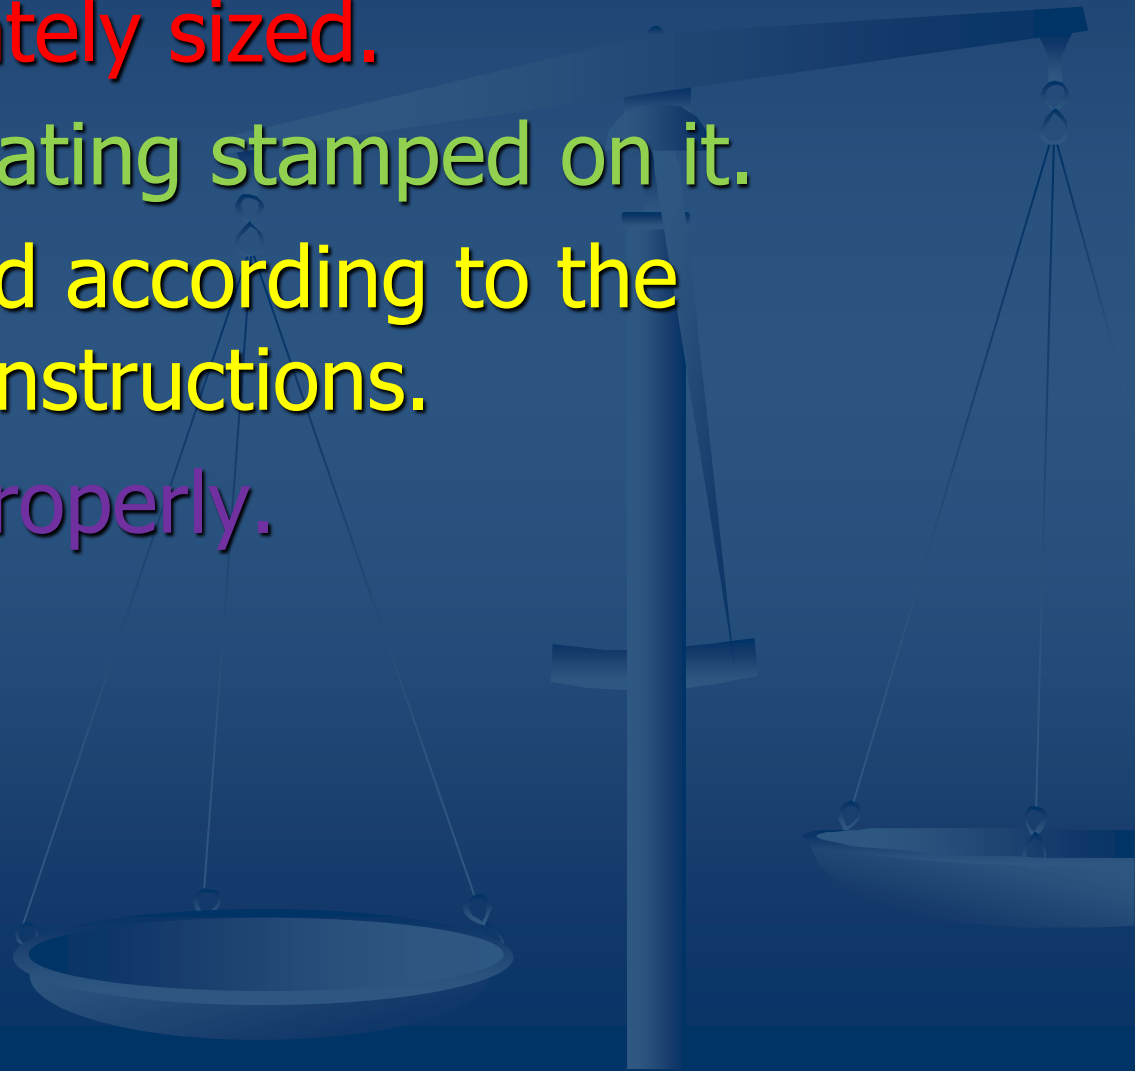 tely sized.
ating stamped on it.
d according to the
nstructions.
roperly.